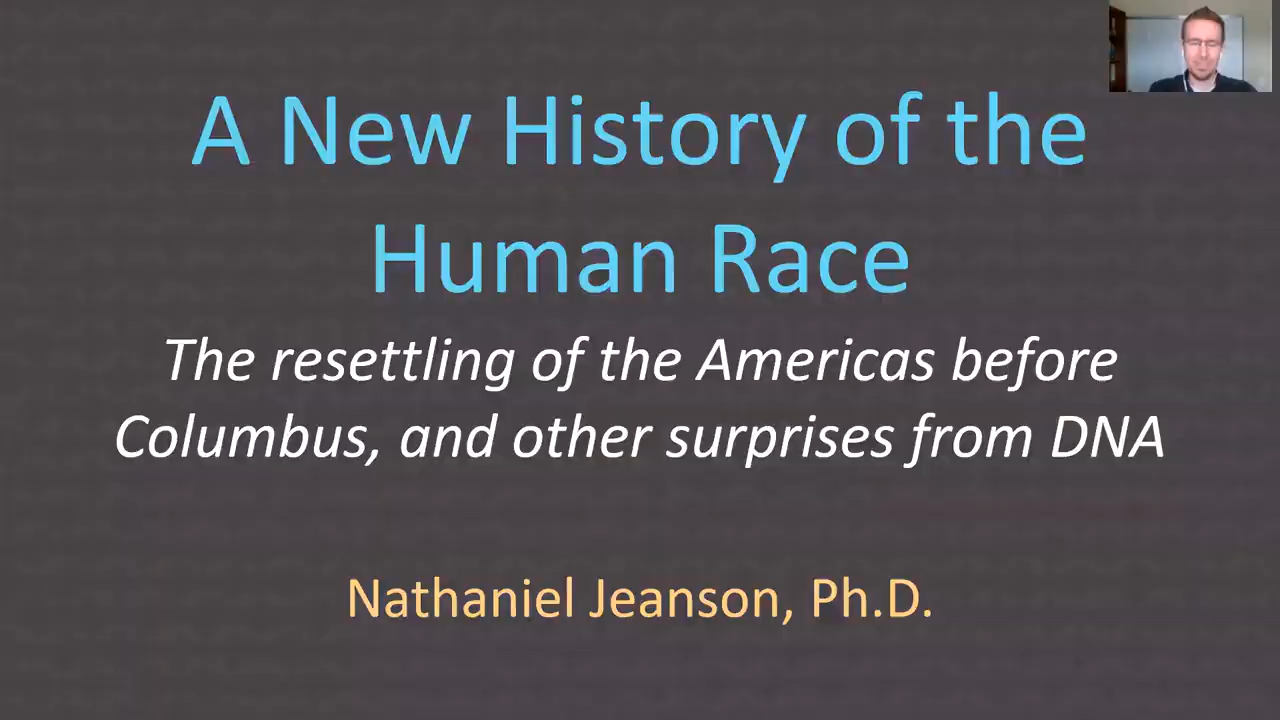 A New History of the
Human Race
The resettling of the Americas before
Columbus, and other surprises from DNA
Nathaniel Jeanson, Ph.D.